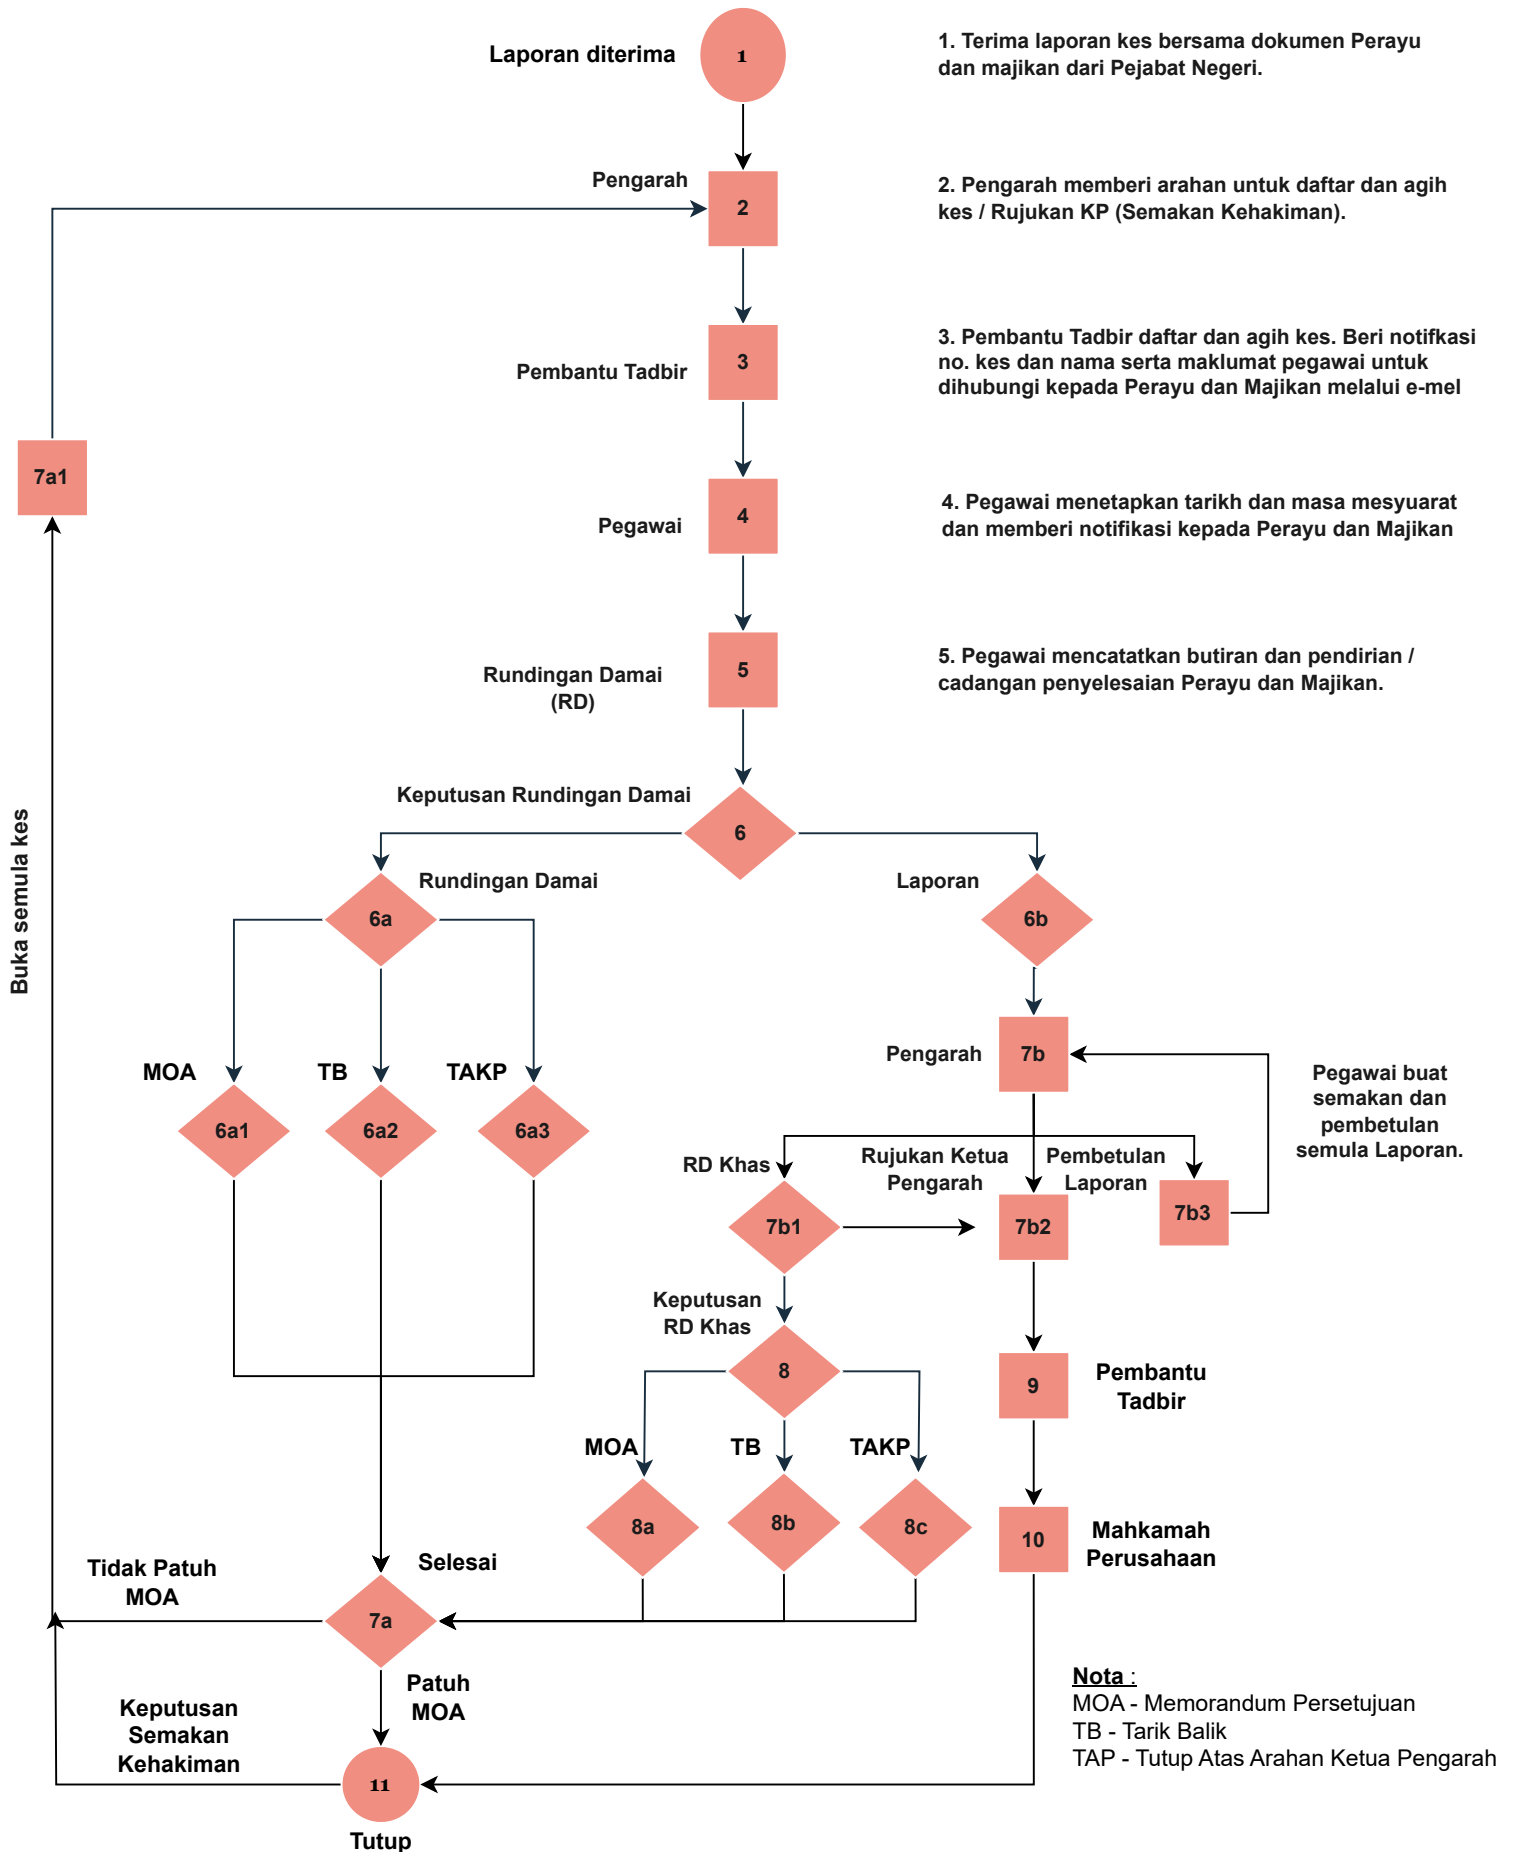 Laporan diterima
1
1. Terima laporan kes bersama dokumen Perayu
dan majikan dari Pejabat Negeri.
Pengarah
2
2. Pengarah memberi arahan untuk daftar dan agih
kes / Rujukan KP (Semakan Kehakiman).
Pembantu Tadbir
3
3. Pembantu Tadbir daftar dan agih kes. Beri notifkasi
no. kes dan nama serta maklumat pegawai untuk
dihubungi kepada Perayu dan Majikan melalui e-mel
7a1
Pegawai
4
4. Pegawai menetapkan tarikh dan masa mesyuarat
dan memberi notifikasi kepada Perayu dan Majikan
Rundingan Damai
(RD)
5
5. Pegawai mencatatkan butiran dan pendirian /
cadangan penyelesaian Perayu dan Majikan.
Buka semula kes
Keputusan Rundingan Damai
6
Rundingan Damai
6a
Laporan
6b
MOA
6a1
TB
6a2
TAKP
6a3
Pengarah
7b
Pegawai buat
semakan dan
pembetulan
semula Laporan.
RD Khas
7b1
Rujukan Ketua
Pengarah
7b2
Pembetulan
Laporan
7b3
Keputusan
RD Khas
8
9
Pembantu
Tadbir
MOA
8a
TB
8b
TAKP
8c
10
Mahkamah
Perusahaan
Tidak Patuh
MOA
Selesai
7a
Patuh
MOA
Keputusan
Semakan
Kehakiman
11
Tutup
Nota :
MOA - Memorandum Persetujuan
TB - Tarik Balik
TAP - Tutup Atas Arahan Ketua Pengarah